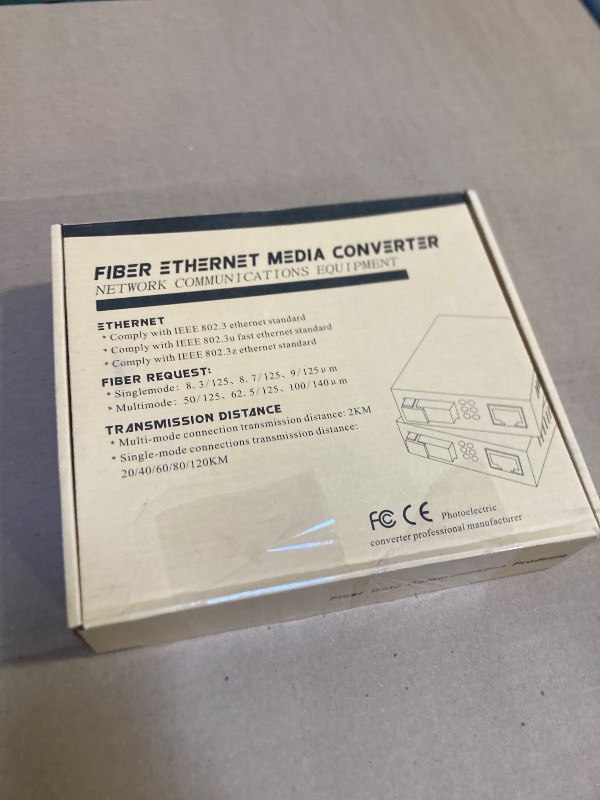 FIBER ETHERNET MEDIA CONVERTER
NETWORK COMMUNICATIONS EQUIPMENT
ETHERNET
* Comply with IEEE 802.3 ethernet standard
* Comply with IEEE 802.3u fast ethernet standard
* Comply with IEEE 802.3z ethernet standard
FIBER REQUEST:
* Singlemode: 8.3/125、8.7/125、9/125μm
* Multimode: 50/125、62.5/125、100/140μm
TRANSMISSION DISTANCE
* Multi-mode connection transmission distance: 2KM
* Single-mode connections transmission distance:
20/40/60/80/120KM
FC CE Photoelectric
converter professional manufacturer
Fiber Data Products